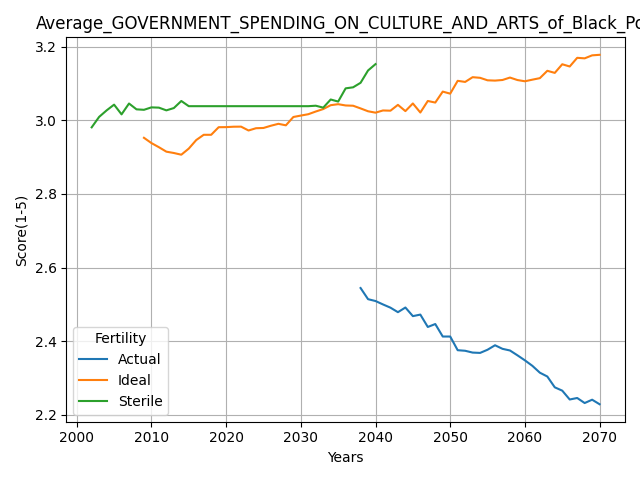 Average_GOVERNMENT_SPENDING_ON_CULTURE_AND_ARTS_of_Black_Po
3.2
3.0
2.8
2.6
2.4
2.2
Score(1-5)
Fertility
Actual
Ideal
Sterile
2000 2010 2020 2030 2040 2050 2060 2070
Years